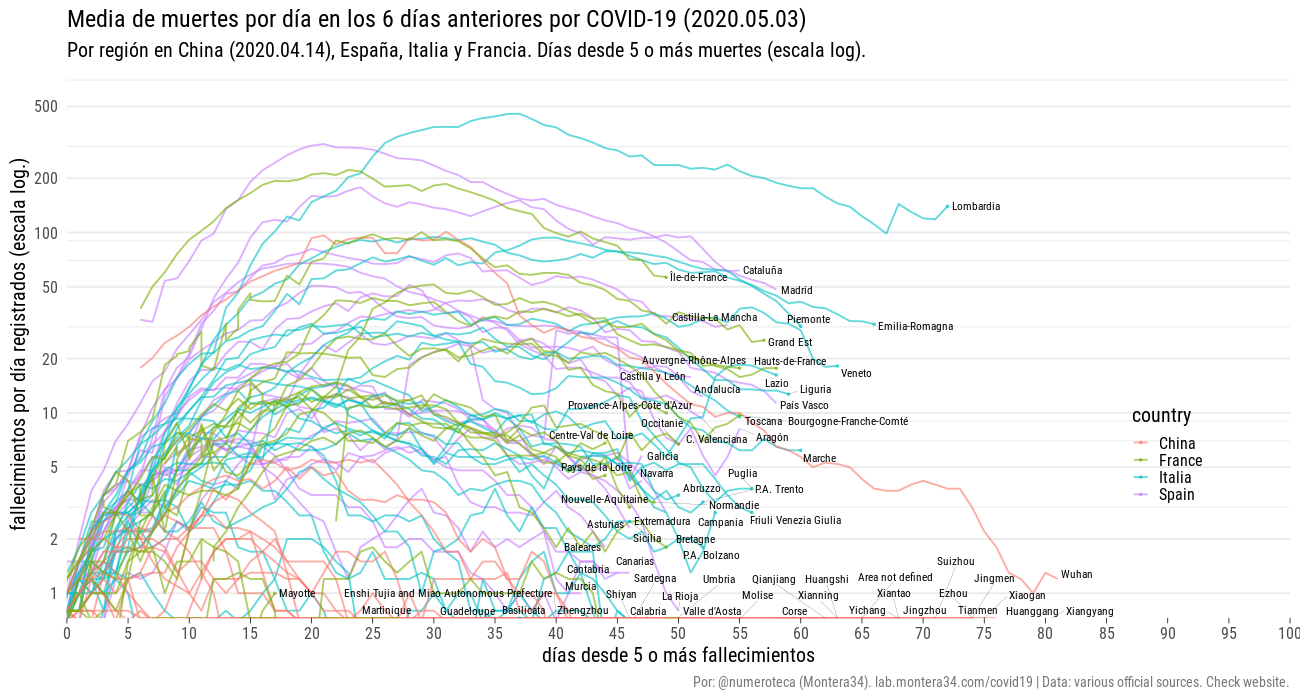 Media de muertes por día en los 6 días anteriores por COVID-19 (2020.05.03)
Por región en China (2020.04.14), España, Italia y Francia. Días desde 5 o más muertes (escala log).
fallecimientos por día registrados (escala log.)
500
200
100
50
20
10
5
2
1
Lombardia
Cataluña
Île-de-France
Madrid
Castilla-La Mancha
Piemonte
Emilia-Romagna
Grand Est
Auvergne-Rhône-Alpes
Hauts-de-France
Veneto
Castilla y León
Lazio
Andalucía
Liguria
Provence-Alpes-Côte d'Azur
País Vasco
Occitanie
Toscana
Bourgogne-Franche-Comté
Centre-Val de Loire
C. Valenciana
Aragón
Galicia
Marche
Pays de la Loire
Navarra
Puglia
Abruzzo
P.A. Trento
Nouvelle-Aquitaine
Normandie
Asturias
Extremadura
Campania
Friuli Venezia Giulia
Sicilia
Bretagne
Baleares
P.A. Bolzano
Canarias
Suizhou
Cantabria
Sardegna
Umbria
Qianjiang
Huangshi
Area not defined
Jingmen
Wuhan
Murcia
Mayotte
Enshi Tujia and Miao Autonomous Prefecture
Shiyan
La Rioja
Molise
Xianning
Xiantao
Ezhou
Xiaogan
Martinique
Guadeloupe
Basilicata
Zhengzhou
Calabria
Valle d'Aosta
Corse
Yichang
Jingzhou
Tianmen
Huanggang
Xiangyang
country
China
France
Italia
Spain
0 5 10 15 20 25 30 35 40 45 50 55 60 65 70 75 80 85 90 95 100
días desde 5 o más fallecimientos
Por: @numeroteca (Montera34). lab.montera34.com/covid19 | Data: various official sources. Check website.